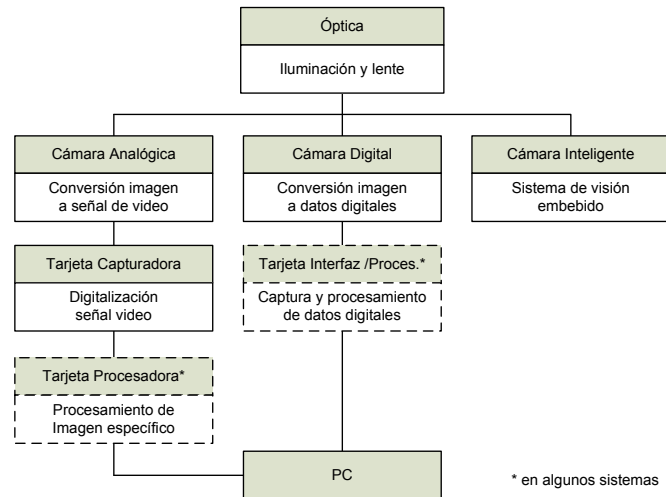 Óptica
Iluminación y lente
Cámara Analógica
Conversión imagen
a señal de video
Cámara Digital
Conversión imagen
a datos digitales
Cámara Inteligente
Sistema de visión
embebido
Tarjeta Capturadora
Digitalización
señal video
Tarjeta Interfaz /Proces.*
Captura y procesamiento
de datos digitales
Tarjeta Procesadora*
Procesamiento de
Imagen específico
PC
* en algunos sistemas